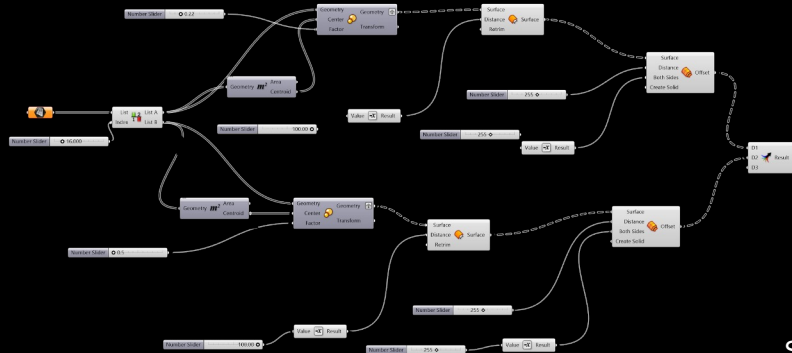 Number Slider 0.22
Geometry Geometry
Center
Factor Transform
Surface
Distance Surface
Retrim
Geometry m² Area
Centroid
Surface
Distance
Both Sides
Create Solid
Offset
Number Slider 255
List List A
Index List B
Value -x Result
Number Slider 100.00
Number Slider 255
Value -x Result
Number Slider
D1
D2 Result
D3
Geometry m² Area
Centroid
Geometry Geometry
Center
Factor Transform
Surface
Distance Surface
Retrim
Surface
Distance
Both Sides
Create Solid
Offset
Number Slider 0.5
Number Slider 255
Value -x Result
Number Slider 100.00
Number Slider 255
Value -x Result